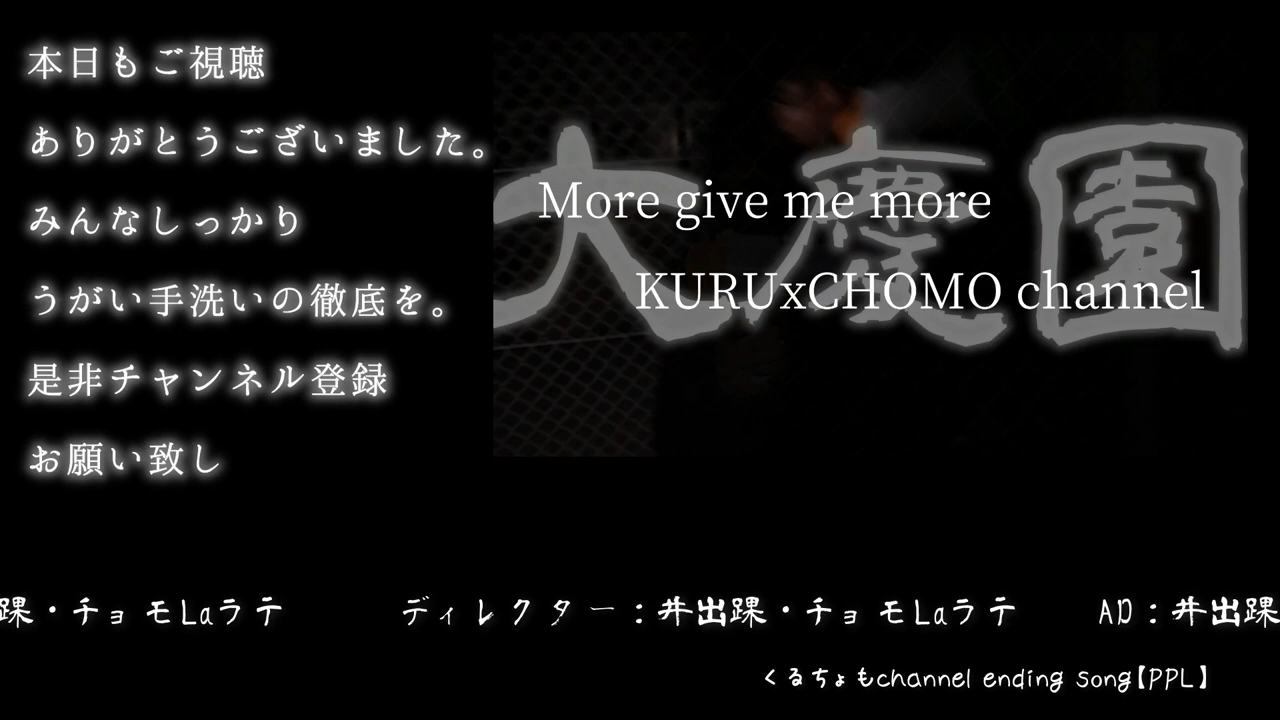 本日もご視聴
ありがとうございました。
みんなしっかり
うがい手洗いの徹底を。
是非チャンネル登録
お願い致し
大慶園
More give me more
KURUxCHOMO channel
踝・チョモLaラテ ディレクター:井出踝・チョモLaラテ AD:井出踝
くるちょもchannel ending song【PPL】